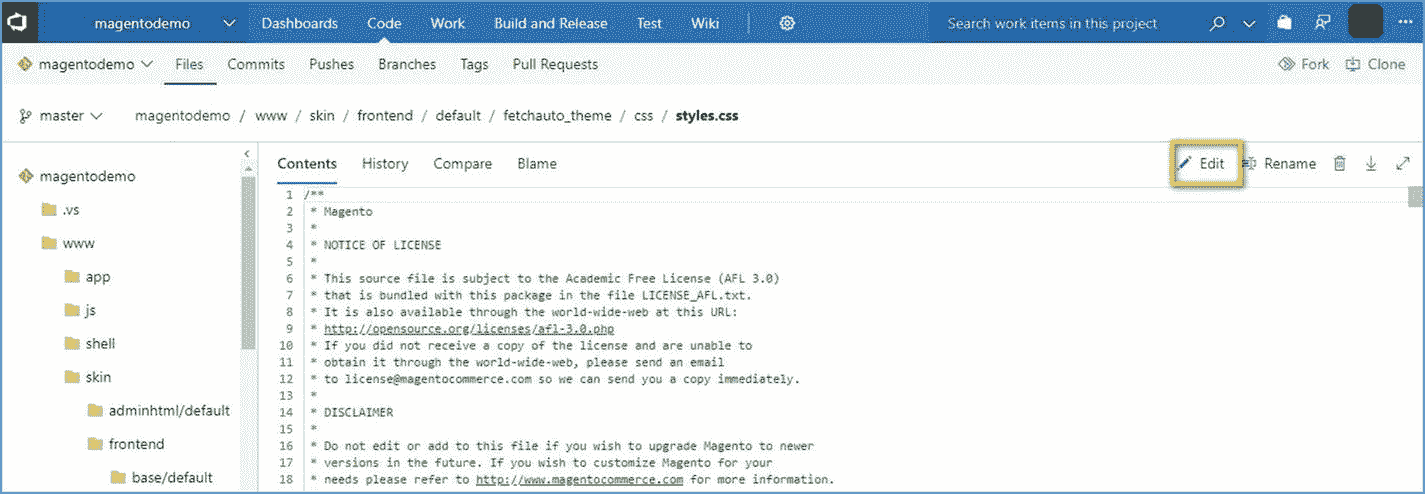 magentodemo Dashboards Code Work Build and Release Test Wiki Search work items in this project
magentodemo Files Commits Pushes Branches Tags Pull Requests Fork Clone
master magentodemo / www / skin / frontend / default / fetchauto_theme / css / styles.css
magentodemo
.vs
www
app
js
shell
skin
adminhtml/default
frontend
base/default
Contents History Compare Blame Edit Rename
1 /**
2 * Magento
3 *
4 * NOTICE OF LICENSE
5 *
6 * This source file is subject to the Academic Free License (AFL 3.0)
7 * that is bundled with this package in the file LICENSE_AFL.txt.
8 * It is also available through the world-wide-web at this URL:
9 * http://opensource.org/licenses/afl-3.0.php
10 * If you did not receive a copy of the license and are unable to
11 * obtain it through the world-wide-web, please send an email
12 * to license@magentocommerce.com so we can send you a copy immediately.
13 *
14 * DISCLAIMER
15 *
16 * Do not edit or add to this file if you wish to upgrade Magento to newer
17 * versions in the future. If you wish to customize Magento for your
18 * needs please refer to http://www.magentocommerce.com for more information.